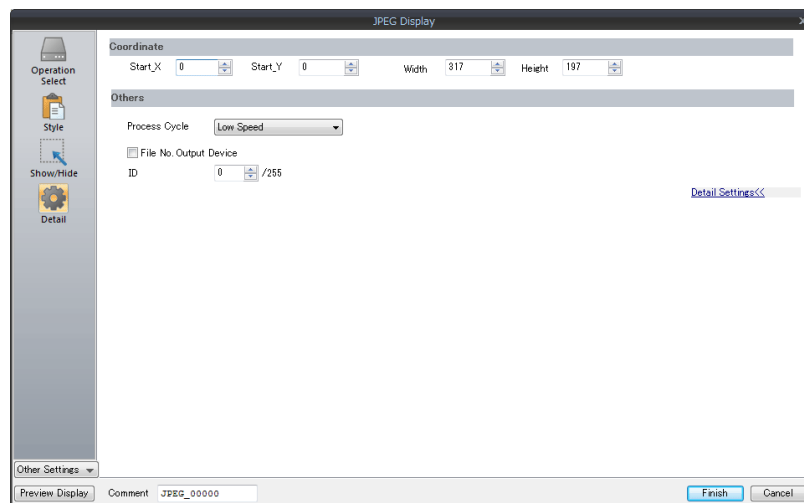 JPEG Display
Operation
Select
Style
Show/Hide
Detail
Other Settings
Coordinate
Start_X 0 Start_Y 0 Width 317 Height 197
Others
Process Cycle Low Speed
File No. Output Device
ID 0 /255
Detail Settings<<
Preview Display Comment JPEG_00000 Finish Cancel